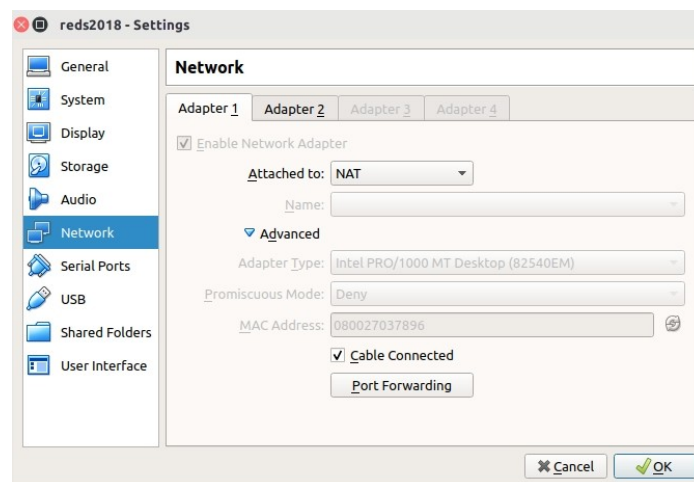 reds2018 - Settings
General
System
Display
Storage
Audio
Network
Serial Ports
USB
Shared Folders
User Interface
Network
Adapter 1 Adapter 2 Adapter 3 Adapter 4
Enable Network Adapter
Attached to: NAT
Name:
Advanced
Adapter Type: Intel PRO/1000 MT Desktop (82540EM)
Promiscuous Mode: Deny
MAC Address: 080027037896
Cable Connected
Port Forwarding
Cancel OK